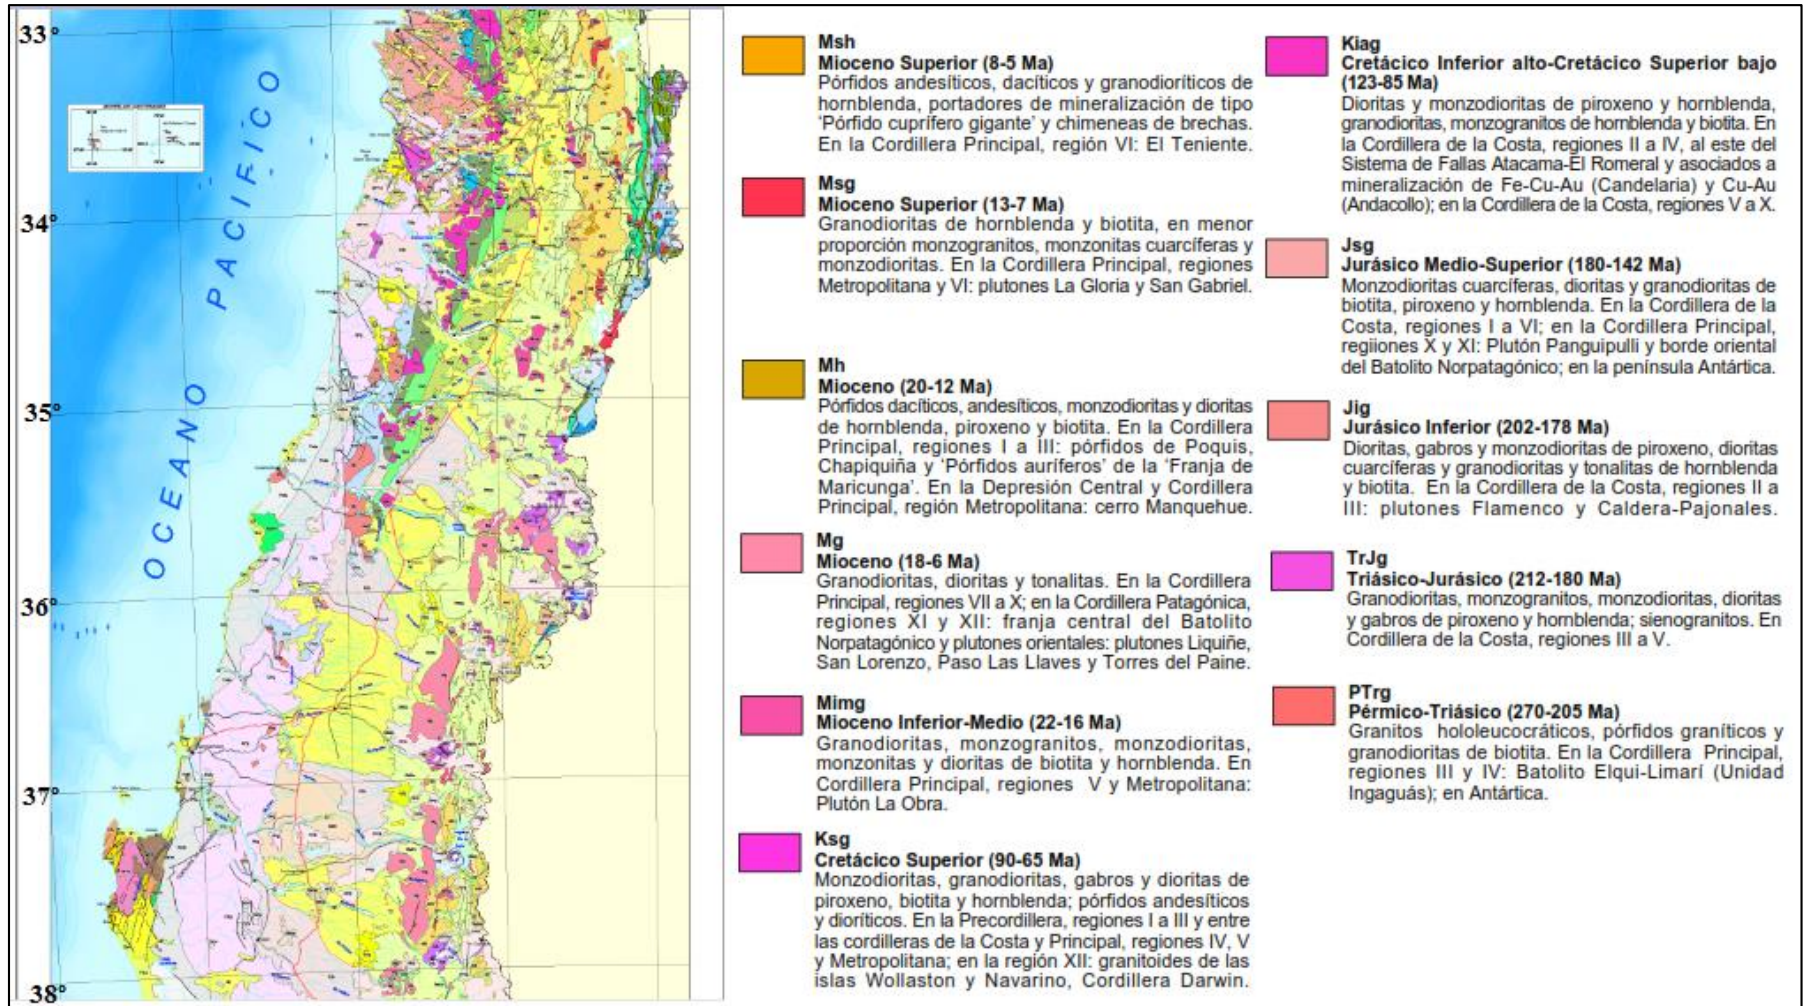 33°
34°
35°
36°
37°
38°
OCEANO PACIFICO
Msh
Mioceno Superior (8-5 Ma)
Pórfidos andesíticos, dacíticos y granodioríticos de
hornblenda, portadores de mineralización de tipo
'Pórfido cuprífero gigante' y chimeneas de brechas.
En la Cordillera Principal, región VI: El Teniente.
Msg
Mioceno Superior (13-7 Ma)
Granodioritas de hornblenda y biotita, en menor
proporción monzogranitos, monzonitas cuarcíferas y
monzodioritas. En la Cordillera Principal, regiones
Metropolitana y VI: plutones La Gloria y San Gabriel.
Mh
Mioceno (20-12 Ma)
Pórfidos dacíticos, andesíticos, monzodioritas y dioritas
de hornblenda, piroxeno y biotita. En la Cordillera
Principal, regiones I a III: pórfidos de Poquis,
Chapiquiña y 'Pórfidos auríferos' de la 'Franja de
Maricunga'. En la Depresión Central y Cordillera
Principal, región Metropolitana: cerro Manquehue.
Mg
Mioceno (18-6 Ma)
Granodioritas, dioritas y tonalitas. En la Cordillera
Principal, regiones VII a X; en la Cordillera Patagónica,
regiones XI y XII: franja central del Batolito
Norpatagónico y plutones orientales: plutones Liquiñe,
San Lorenzo, Paso Las Llaves y Torres del Paine.
Mimg
Mioceno Inferior-Medio (22-16 Ma)
Granodioritas, monzogranitos, monzodioritas,
monzonitas y dioritas de biotita y hornblenda. En
Cordillera Principal, regiones V y Metropolitana:
Plutón La Obra.
Ksg
Cretácico Superior (90-65 Ma)
Monzodioritas, granodioritas, gabros y dioritas de
piroxeno, biotita y hornblenda; pórfidos andesíticos
y dioríticos. En la Precordillera, regiones I a III y entre
las cordilleras de la Costa y Principal, regiones IV, V
y Metropolitana; en la región XII: granitoides de las
islas Wollaston y Navarino, Cordillera Darwin.
Kiag
Cretácico Inferior alto-Cretácico Superior bajo
(123-85 Ma)
Dioritas y monzodioritas de piroxeno y hornblenda,
granodioritas, monzogranitos de hornblenda y biotita. En
la Cordillera de la Costa, regiones II a IV, al este del
Sistema de Fallas Atacama-El Romeral y asociados a
mineralización de Fe-Cu-Au (Candelaria) y Cu-Au
(Andacollo); en la Cordillera de la Costa, regiones V a X.
Jsg
Jurásico Medio-Superior (180-142 Ma)
Monzodioritas cuarcíferas, dioritas y granodioritas de
biotita, piroxeno y hornblenda. En la Cordillera de la
Costa, regiones I a VI; en la Cordillera Principal,
regiiones X y XI: Plutón Panguipulli y borde oriental
del Batolito Norpatagónico; en la península Antártica.
Jig
Jurásico Inferior (202-178 Ma)
Dioritas, gabros y monzodioritas de piroxeno, dioritas
cuarcíferas y granodioritas y tonalitas de hornblenda
y biotita. En la Cordillera de la Costa, regiones II a
III: plutones Flamenco y Caldera-Pajonales.
TrJg
Triásico-Jurásico (212-180 Ma)
Granodioritas, monzogranitos, monzodioritas, dioritas
y gabros de piroxeno y hornblenda; sienogranitos. En
Cordillera de la Costa, regiones III a V.
PTrg
Pérmico-Triásico (270-205 Ma)
Granitos hololeucocráticos, pórfidos graníticos y
granodioritas de biotita. En la Cordillera Principal,
regiones III y IV: Batolito Elqui-Limarí (Unidad
Ingaguás); en Antártica.